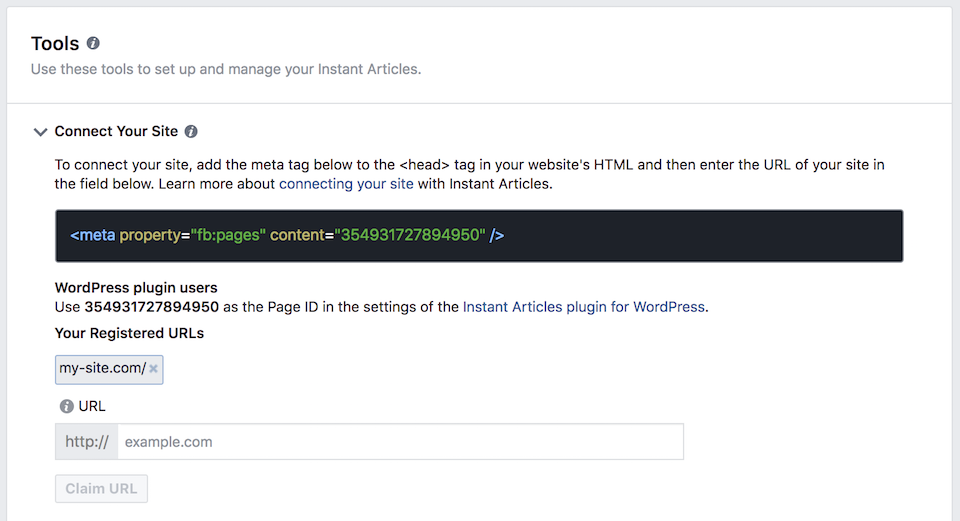 Tools
Use these tools to set up and manage your Instant Articles.
Connect Your Site
To connect your site, add the meta tag below to the <head> tag in your website's HTML and then enter the URL of your site in
the field below. Learn more about connecting your site with Instant Articles.
<meta property="fb:pages" content="354931727894950" />
WordPress plugin users
Use 354931727894950 as the Page ID in the settings of the Instant Articles plugin for WordPress.
Your Registered URLs
my-site.com/
URL
http:// example.com
Claim URL